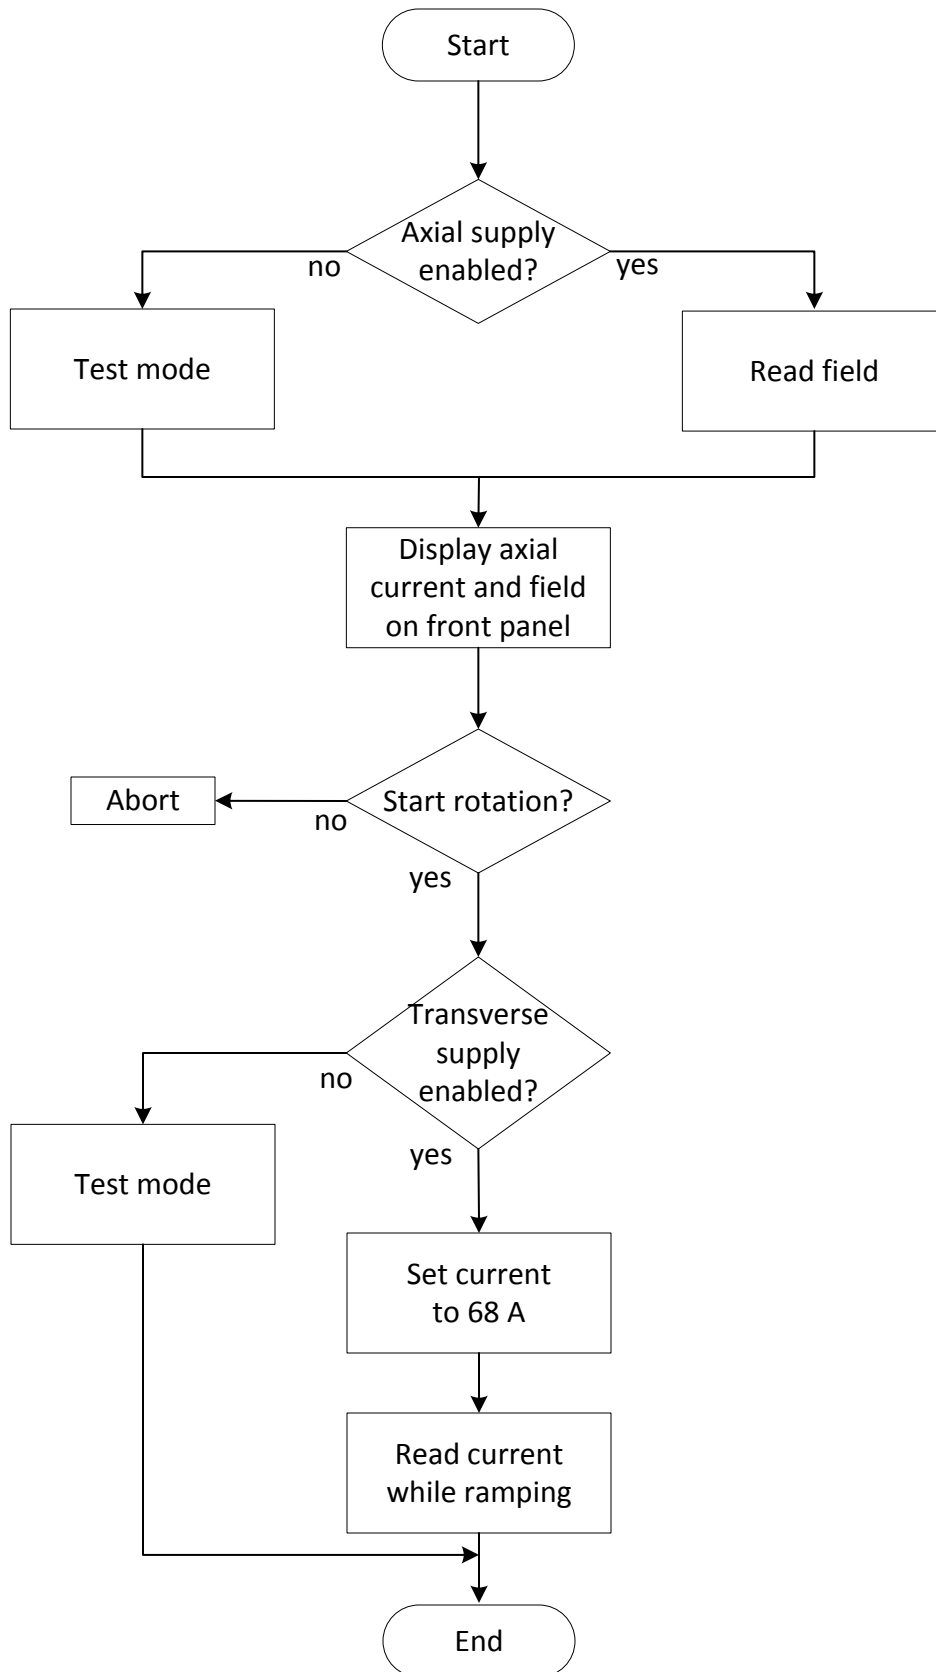 Start
Axial supply
enabled?
no
yes
Test mode
Read field
Display axial
current and field
on front panel
Abort
Start rotation?
no
yes
Transverse
supply
enabled?
no
yes
Test mode
Set current
to 68 A
Read current
while ramping
End